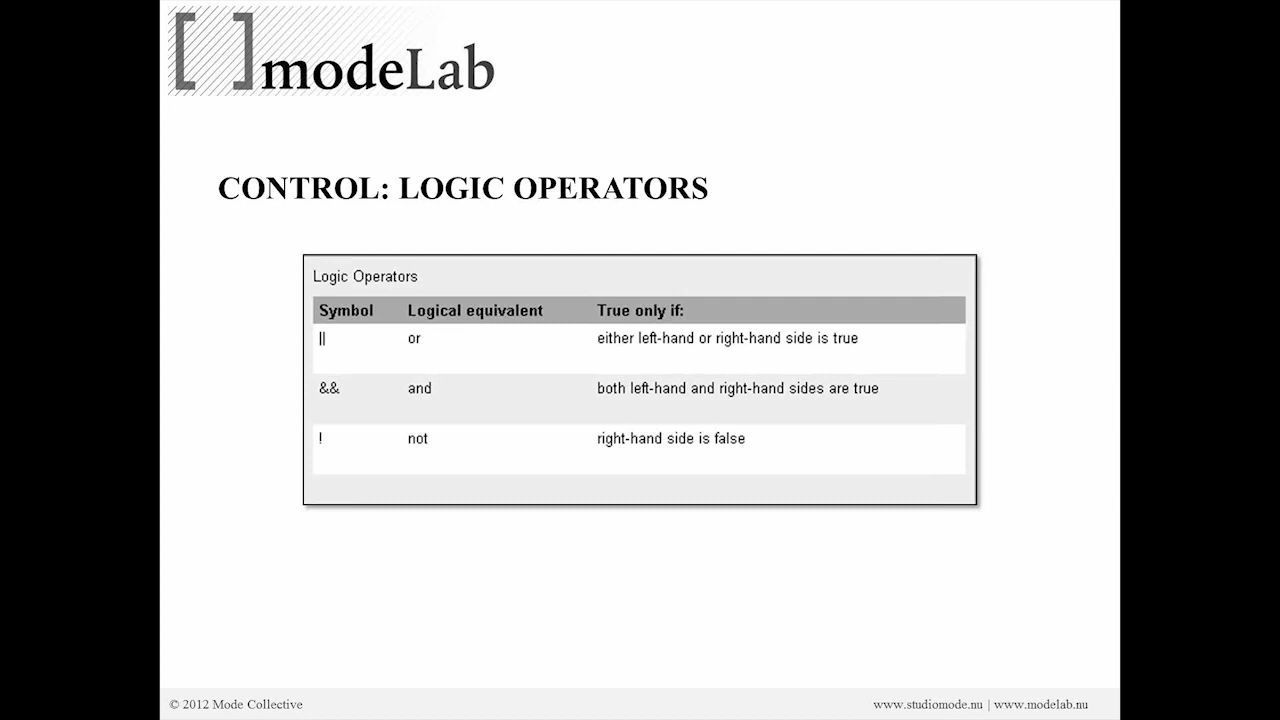 [ ] modeLab
CONTROL: LOGIC OPERATORS
Logic Operators
Symbol Logical equivalent True only if:
|| or either left-hand or right-hand side is true
&& and both left-hand and right-hand sides are true
! not right-hand side is false
© 2012 Mode Collective www.studiomode.nu | www.modelab.nu